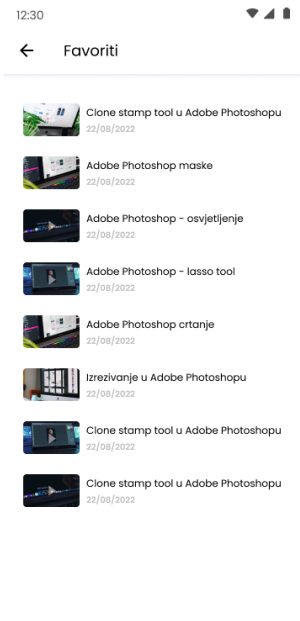 12:30
Favoriti
Clone stamp tool u Adobe Photoshopu
22/08/2022
Adobe Photoshop maske
22/08/2022
Adobe Photoshop - osvjetljenje
22/08/2022
Adobe Photoshop - lasso tool
22/08/2022
Adobe Photoshop crtanje
22/08/2022
Izrezivanje u Adobe Photoshopu
22/08/2022
Clone stamp tool u Adobe Photoshopu
22/08/2022
Clone stamp tool u Adobe Photoshopu
22/08/2022